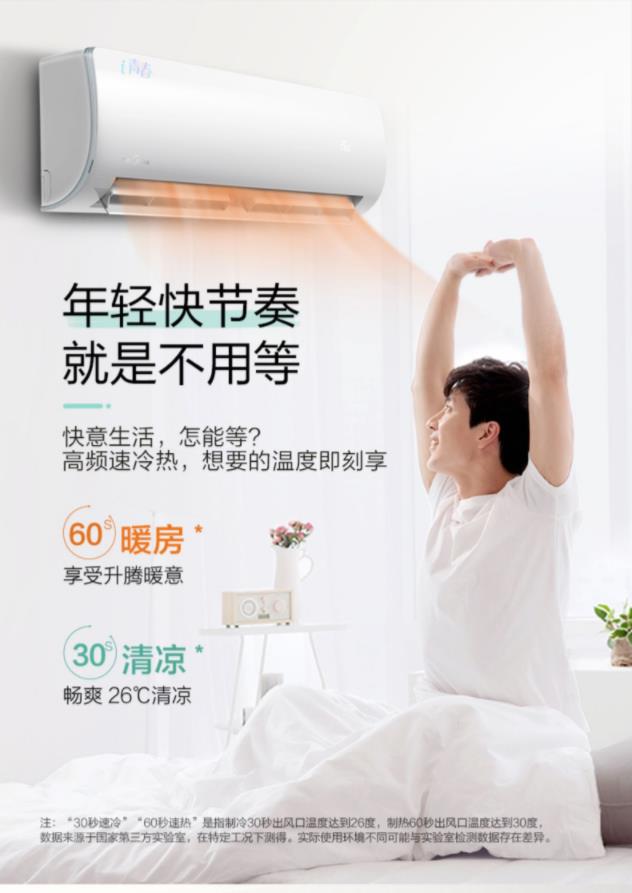 i青春
年轻快节奏
就是不用等
快意生活，怎能等?
高频速冷热，想要的温度即刻享
60s 暖房 *
享受升腾暖意
30s 清凉 *
畅爽 26℃清凉
注：“30秒速冷”“60秒速热”是指制冷30秒出风口温度达到26度，制热60秒出风口温度达到30度，
数据来源于国家第三方实验室，在特定工况下测得。实际使用环境不同可能与实验室检测数据存在差异。